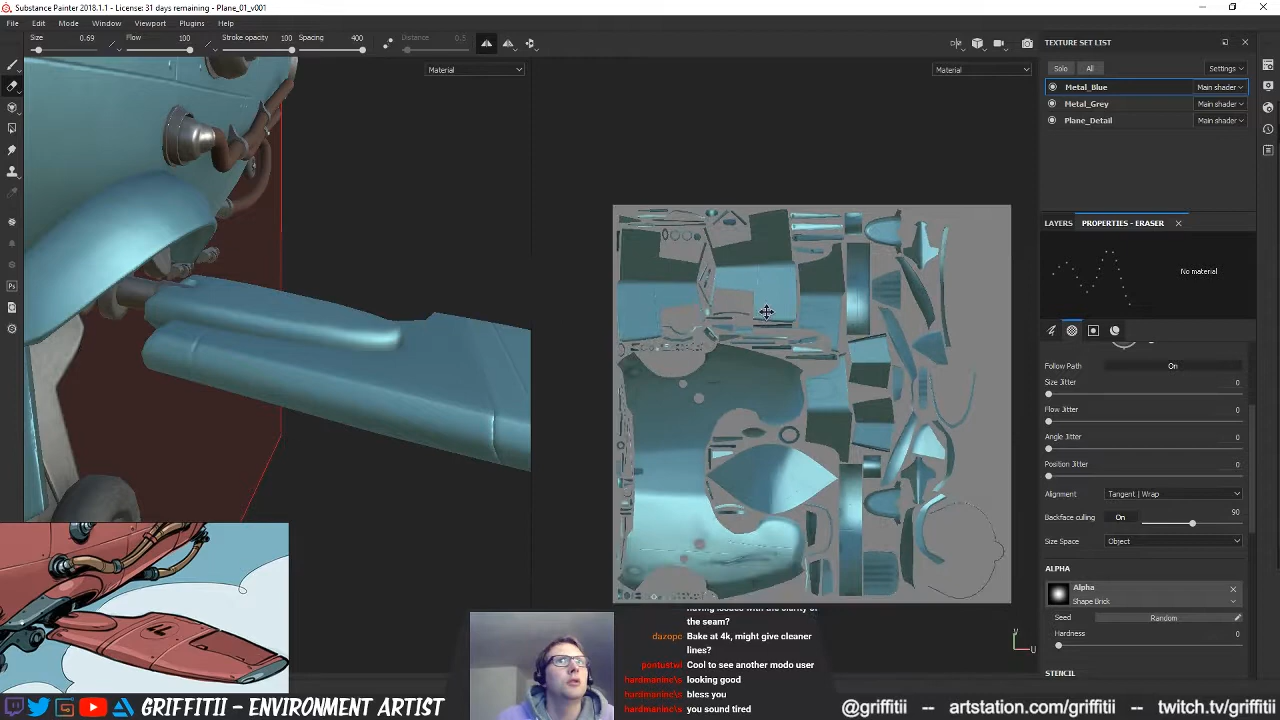 Substance Painter 2018.1.1 - License: 31 days remaining - Plane_01_v001
File Edit Mode Window Viewport Plugins Help
Size 0.69 Flow 100 Stroke opacity 100 Spacing 400 Distance 0.5
Material
Material
TEXTURE SET LIST
Solo All Settings
Metal_Blue Main shader
Metal_Grey Main shader
Plane_Detail Main shader
LAYERS PROPERTIES - ERASER
No material
Follow Path On
Size Jitter 0
Flow Jitter 0
Angle Jitter 0
Position Jitter 0
Alignment Tangent | Wrap
Backface culling On 90
Size Space Object
ALPHA
Alpha
Shape Brick
Seed Random
Hardness 0
STENCIL
U
the seam?
dazopc Bake at 4k, might give cleaner
lines?
Cool to see another modo user
looking good
bless you
you sound tired
GRIFFITII - ENVIRONMENT ARTIST
@griffitii -- artstation.com/griffitii -- twitch.tv/griffitii